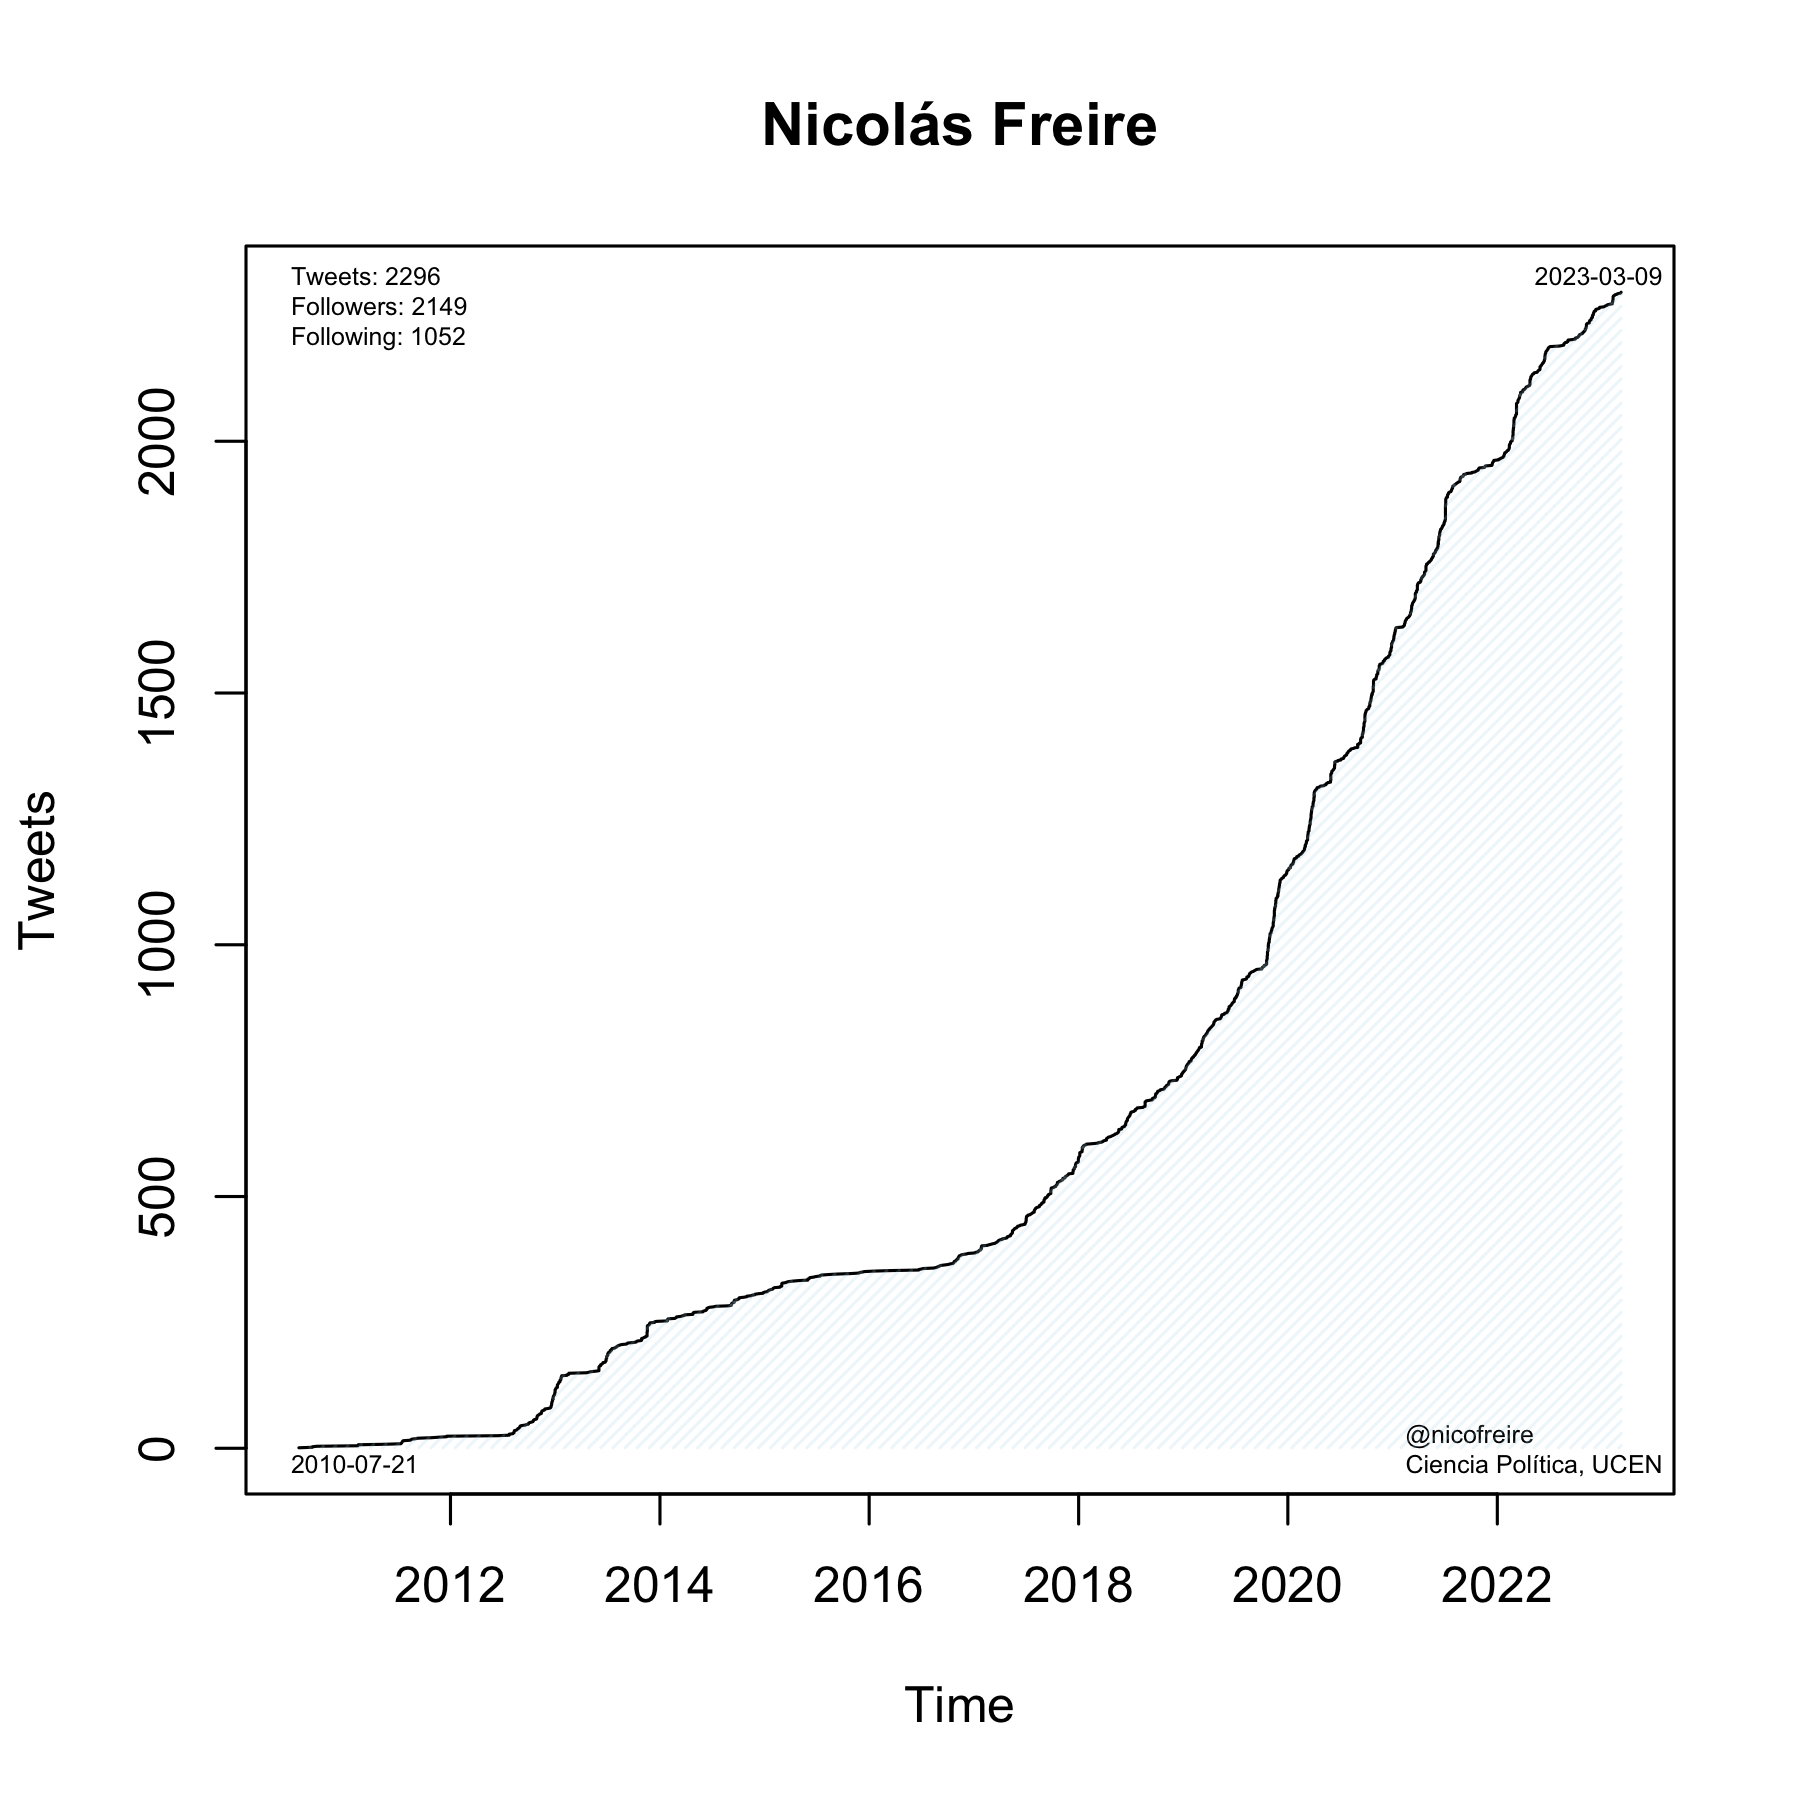 Nicolás Freire
Tweets: 2296
Followers: 2149
Following: 1052
2023-03-09
Tweets
2000
1500
1000
500
0
2010-07-21
@nicofreire
Ciencia Política, UCEN
2012
2014
2016
2018
2020
2022
Time